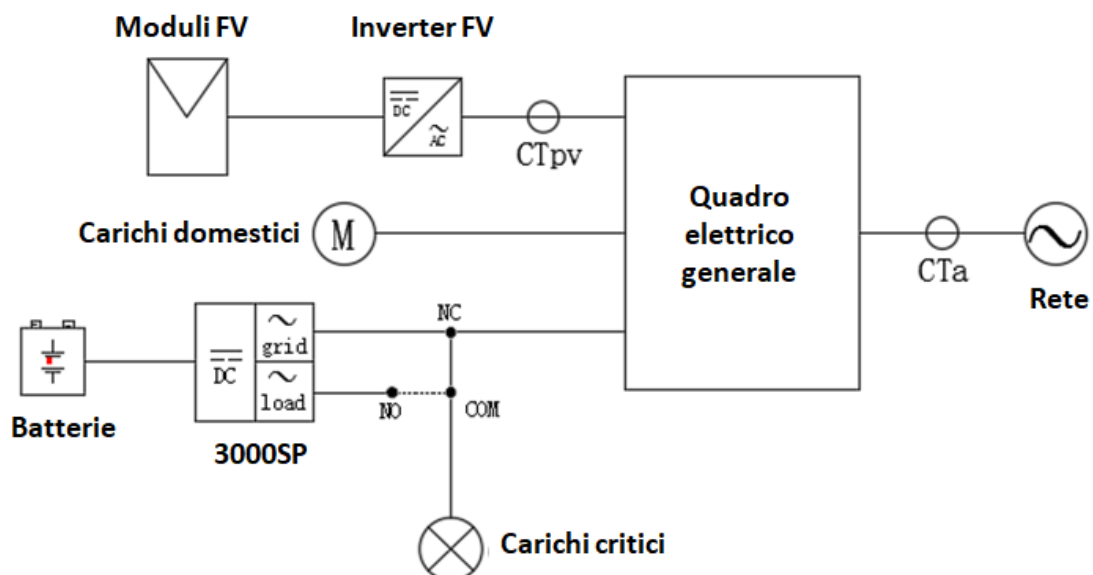 Moduli FV
Inverter FV
DC
AC
CTpv
Quadro
elettrico
generale
Carichi domestici
M
CTa
Rete
NC
grid
DC
load
NO
COM
Batterie
3000SP
Carichi critici